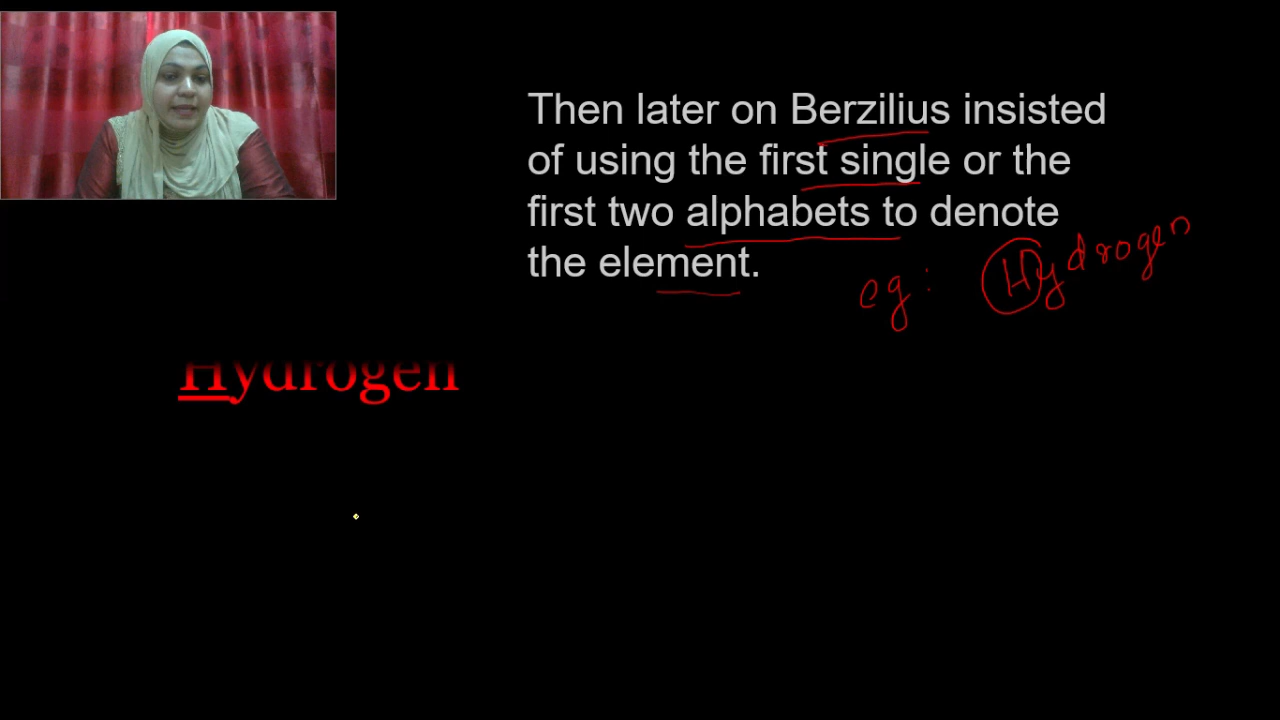 Then later on Berzilius insisted
of using the first single or the
first two alphabets to denote
the element.
eg: Hydrogen
Hydrogen